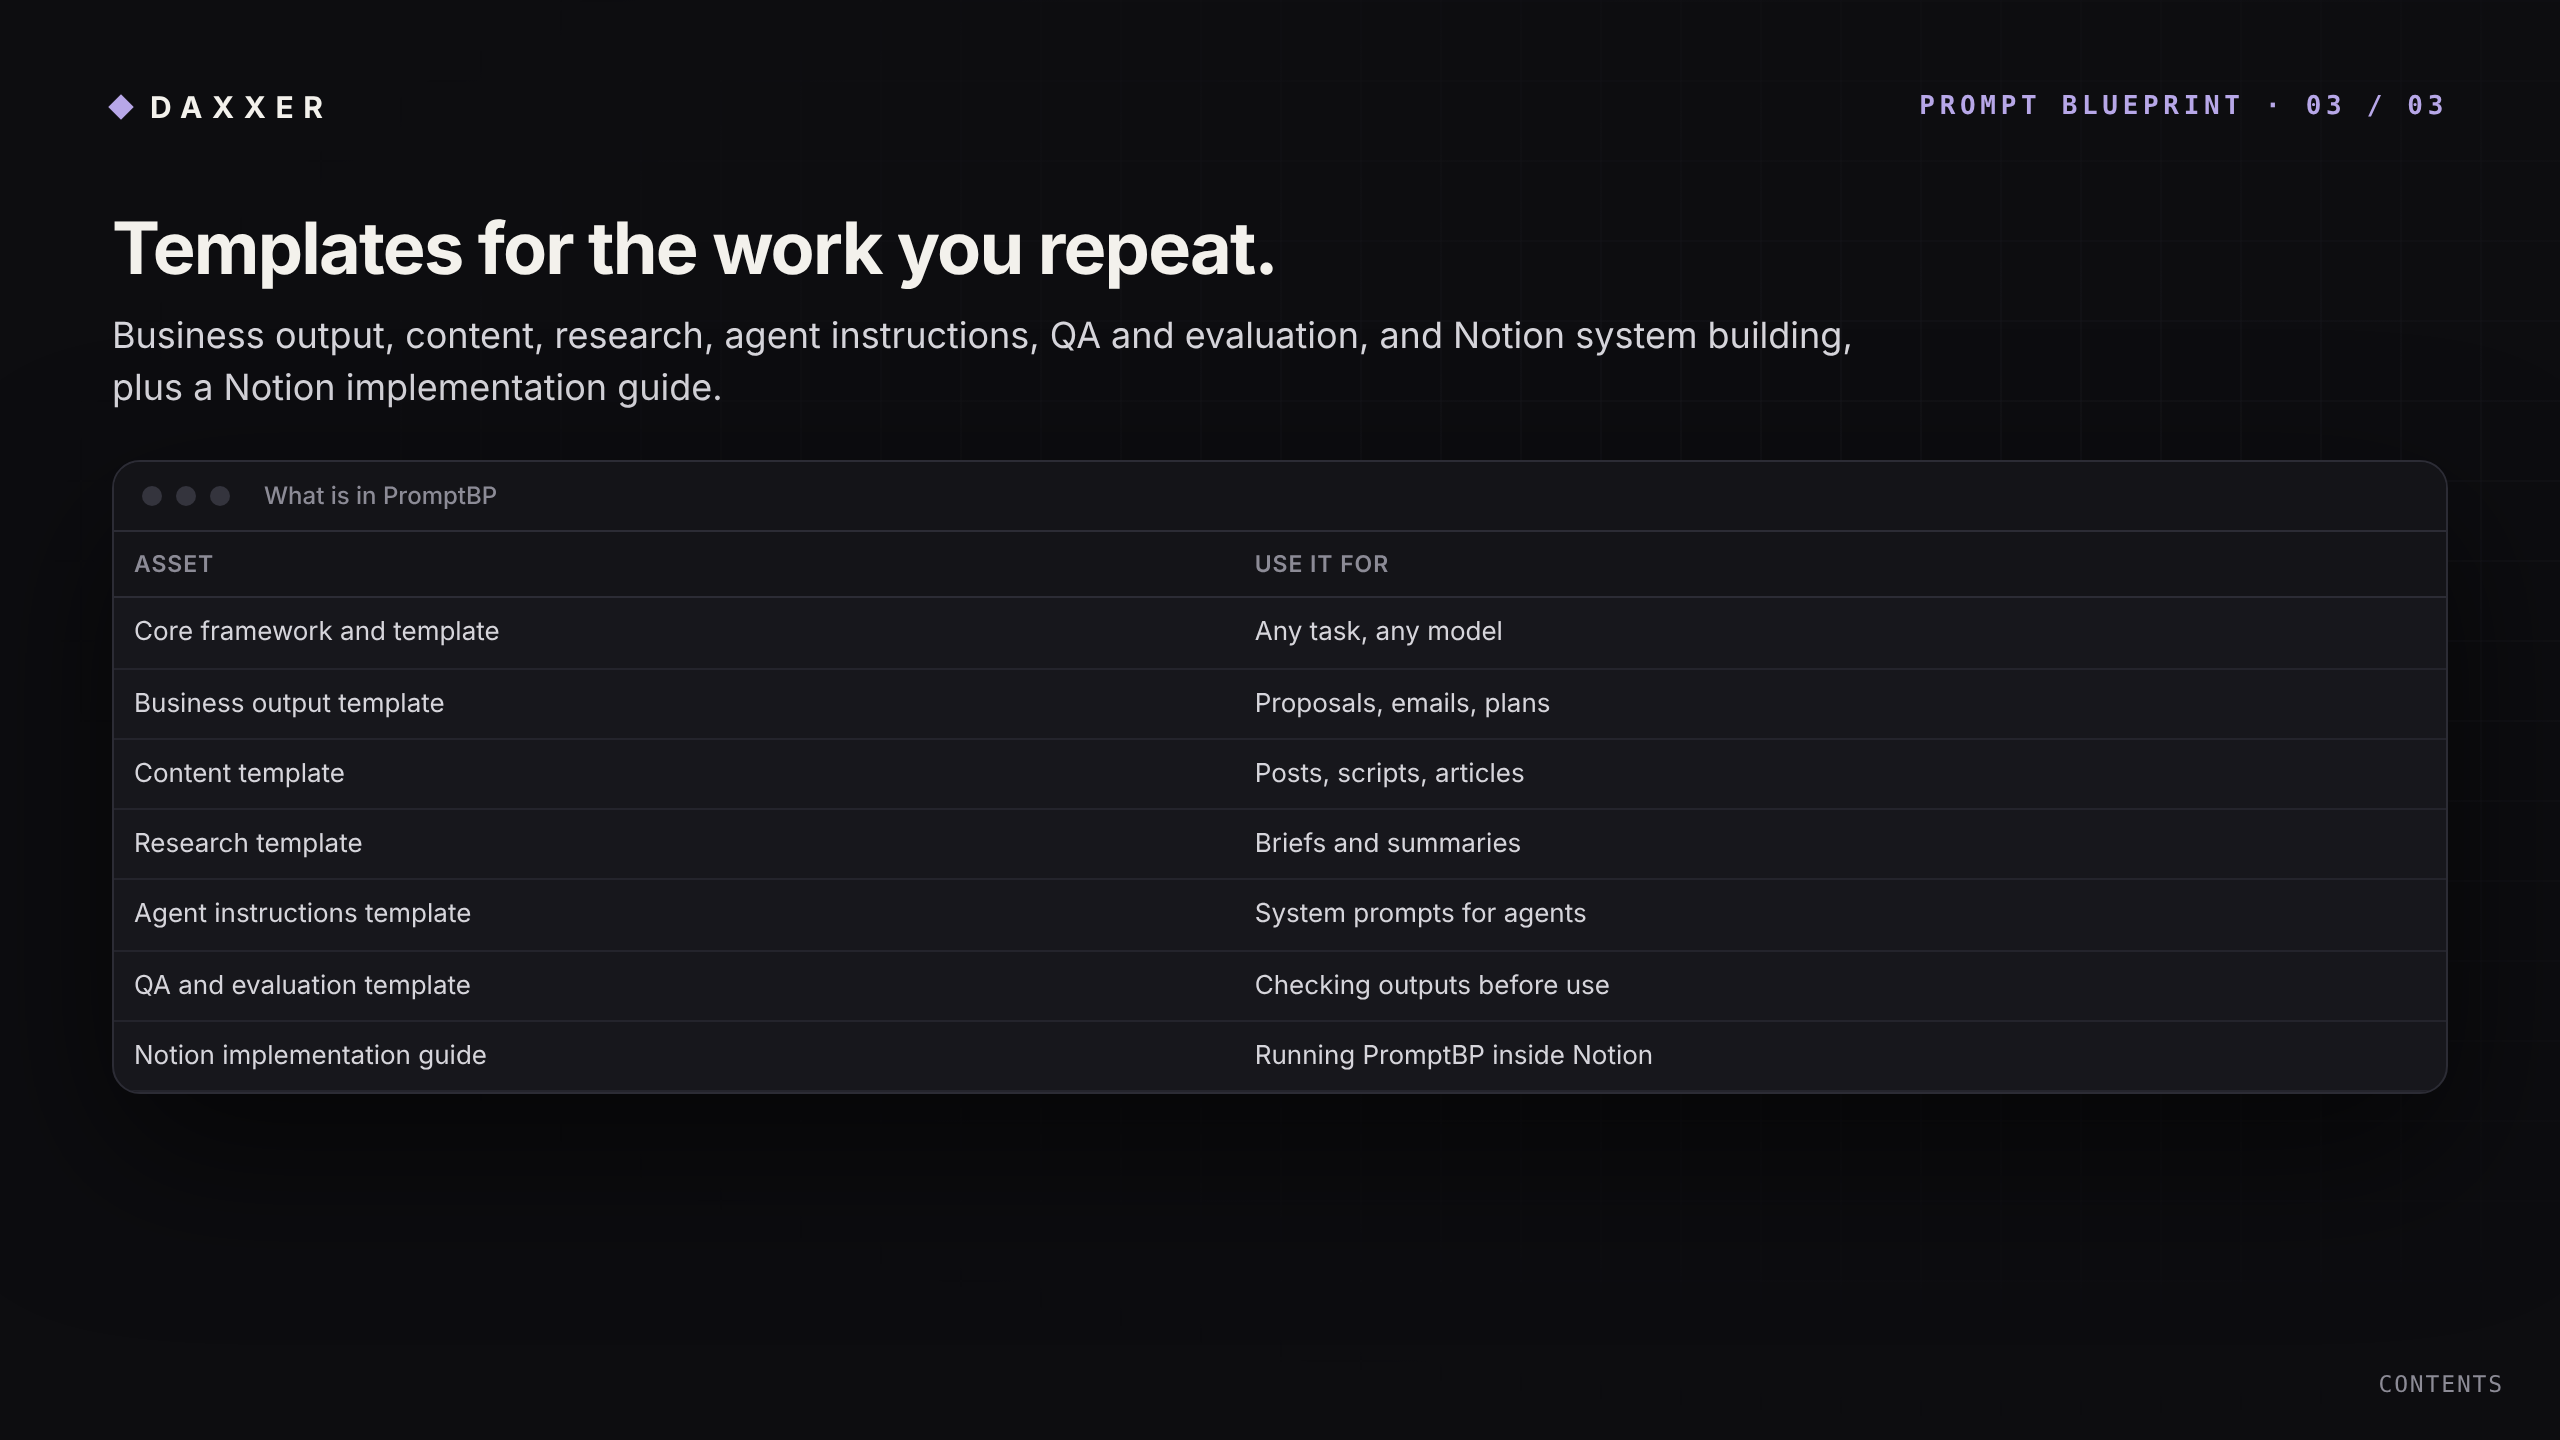 DAXXER
PROMPT BLUEPRINT · 03 / 03
Templates for the work you repeat.
Business output, content, research, agent instructions, QA and evaluation, and Notion system building,
plus a Notion implementation guide.
What is in PromptBP
ASSET USE IT FOR
Core framework and template Any task, any model
Business output template Proposals, emails, plans
Content template Posts, scripts, articles
Research template Briefs and summaries
Agent instructions template System prompts for agents
QA and evaluation template Checking outputs before use
Notion implementation guide Running PromptBP inside Notion
CONTENTS